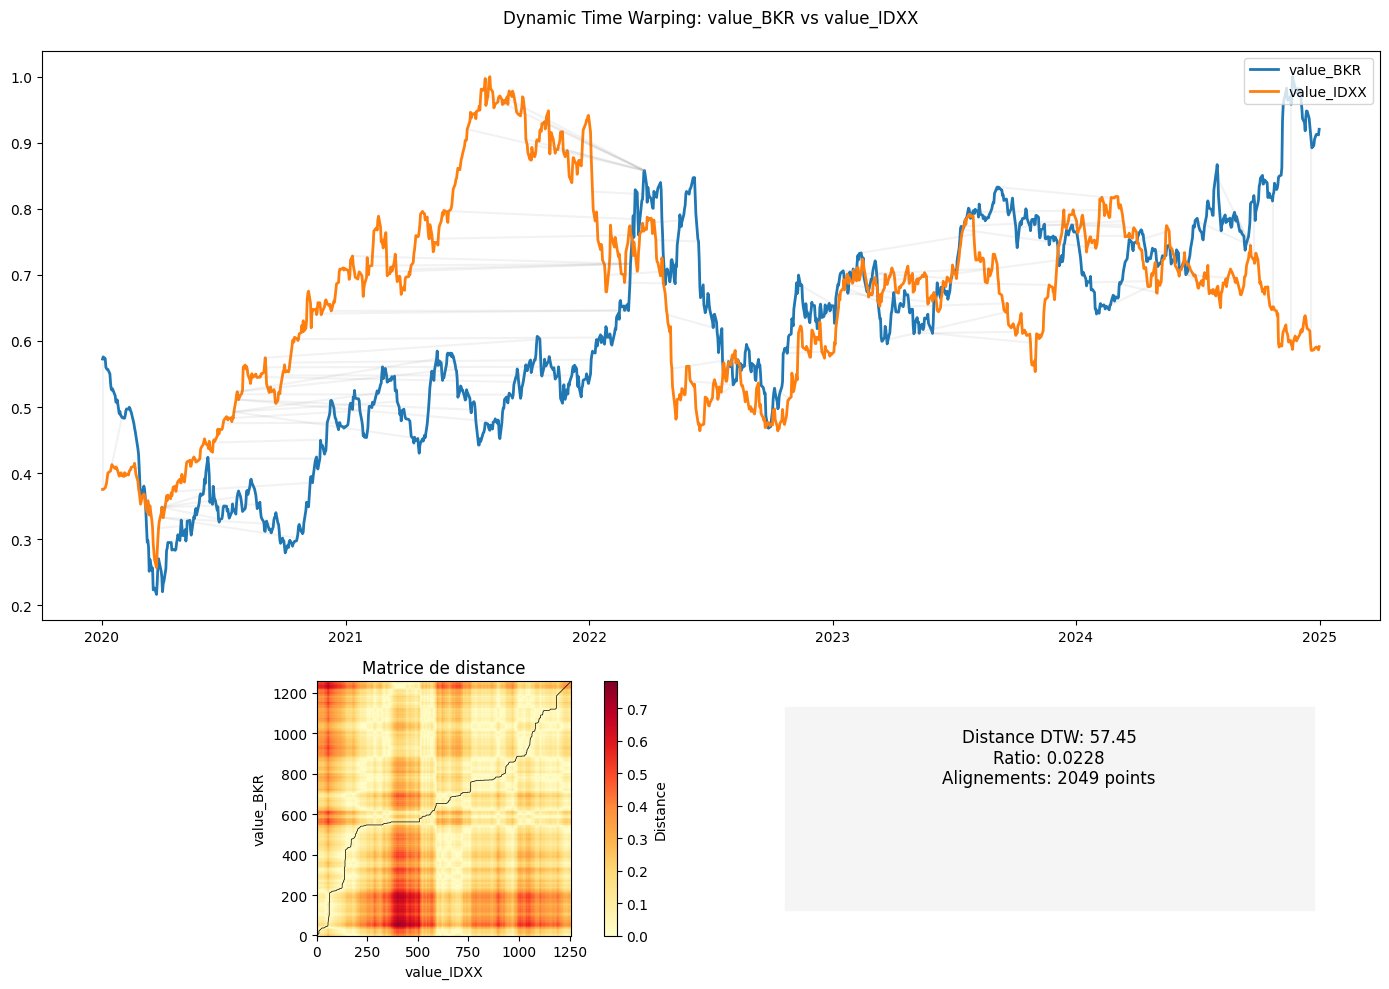 Dynamic Time Warping: value_BKR vs value_IDXX
1.0
0.9
0.8
0.7
0.6
0.5
0.4
0.3
0.2
value_BKR
value_IDXX
2020 2021 2022 2023 2024 2025
Matrice de distance
1200
1000
800
600
400
200
0
value_BKR
0 250 500 750 1000 1250
value_IDXX
0.7
0.6
0.5
0.4
0.3
0.2
0.1
0.0
Distance
Distance DTW: 57.45
Ratio: 0.0228
Alignements: 2049 points